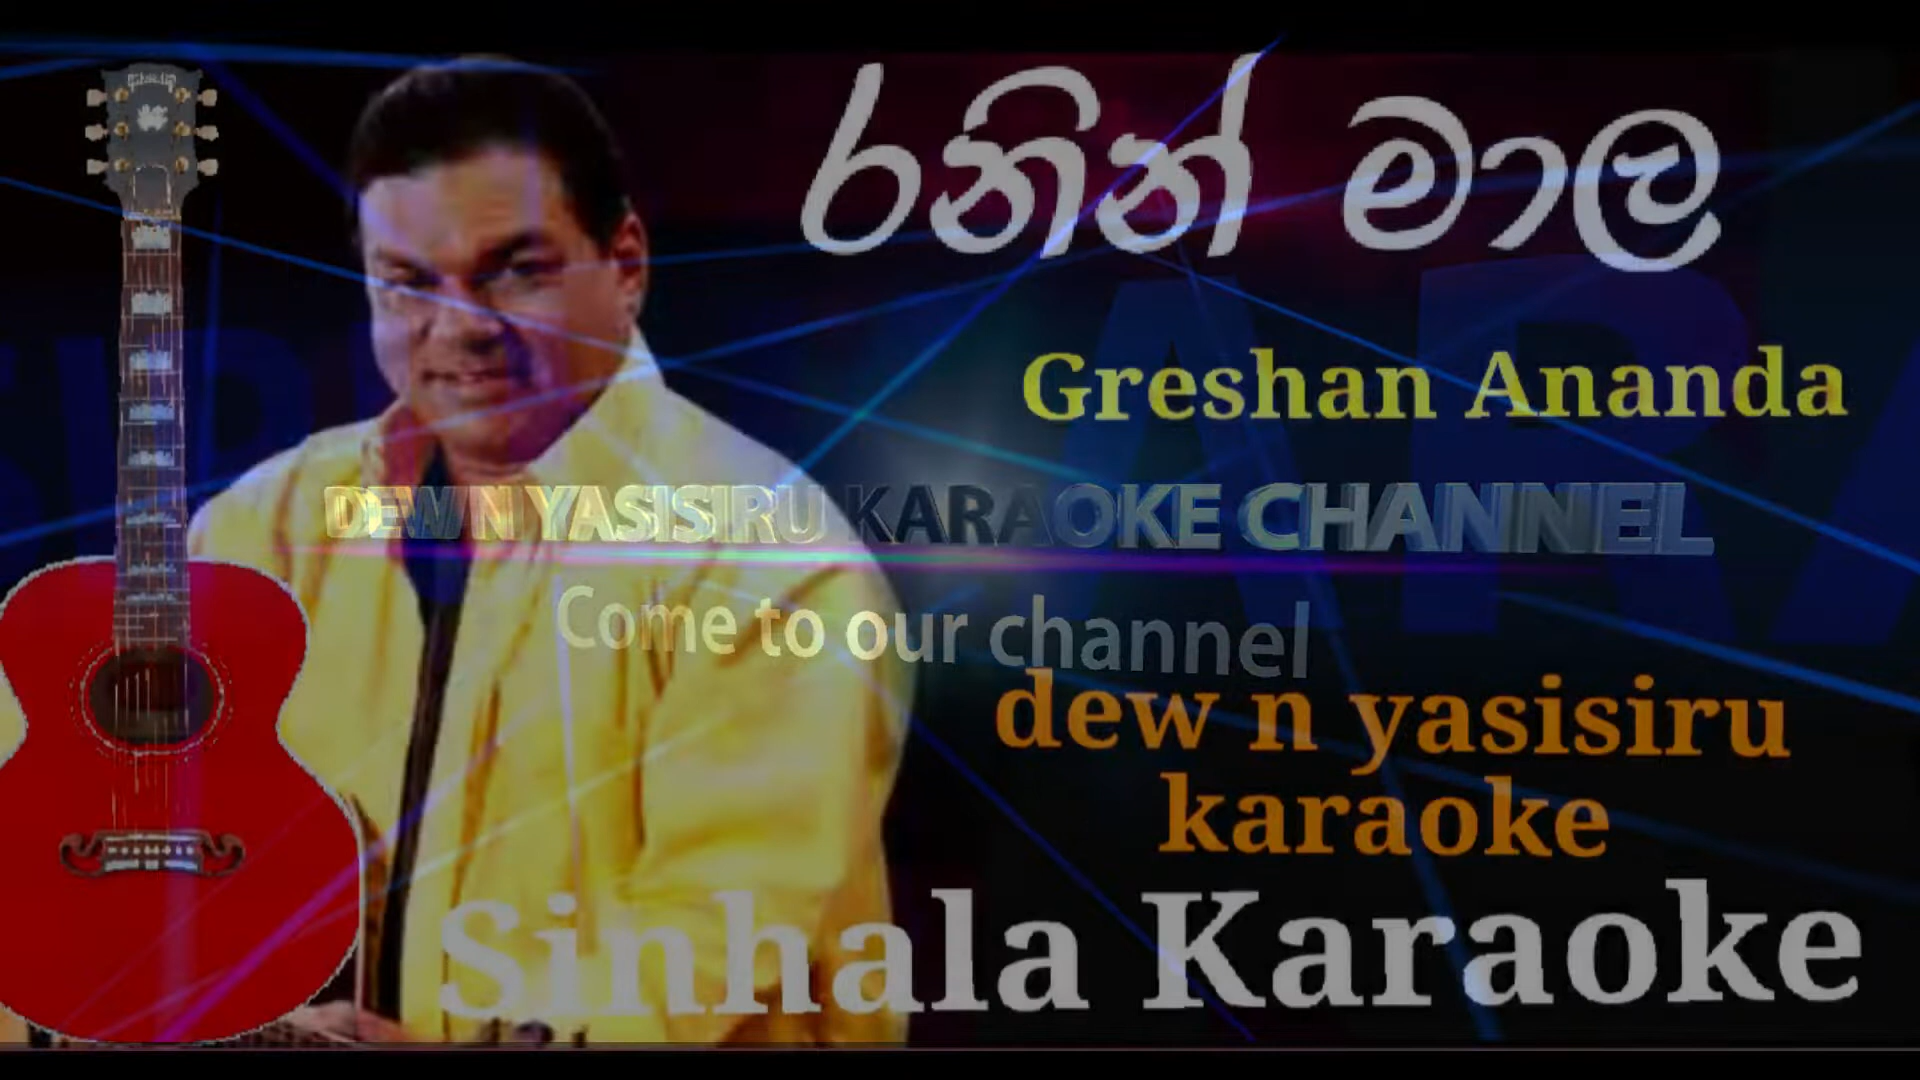 රනින් මාල
Greshan Ananda
DEW N YASISIRU KARAOKE CHANNEL
Come to our channel
dew n yasisiru
karaoke
Sinhala Karaoke